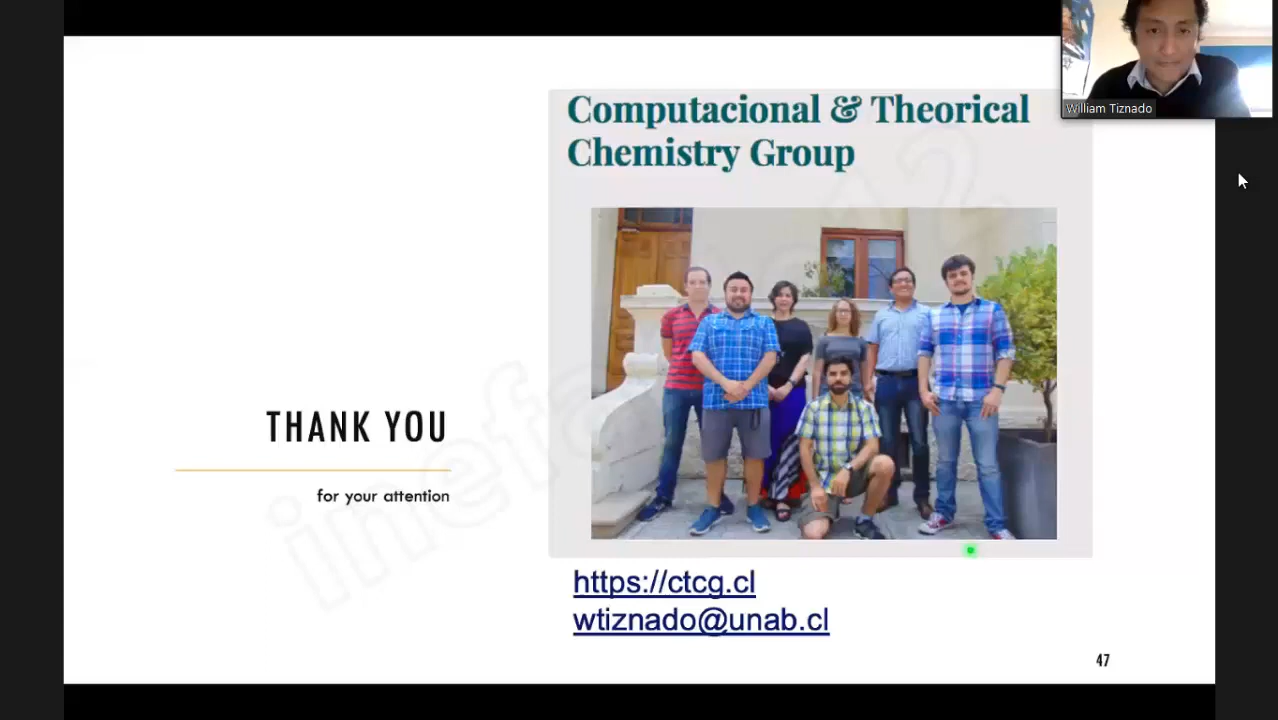 William Tiznado
Computacional & Theorical
Chemistry Group
THANK YOU
for your attention
https://ctcg.cl
wtiznado@unab.cl
47